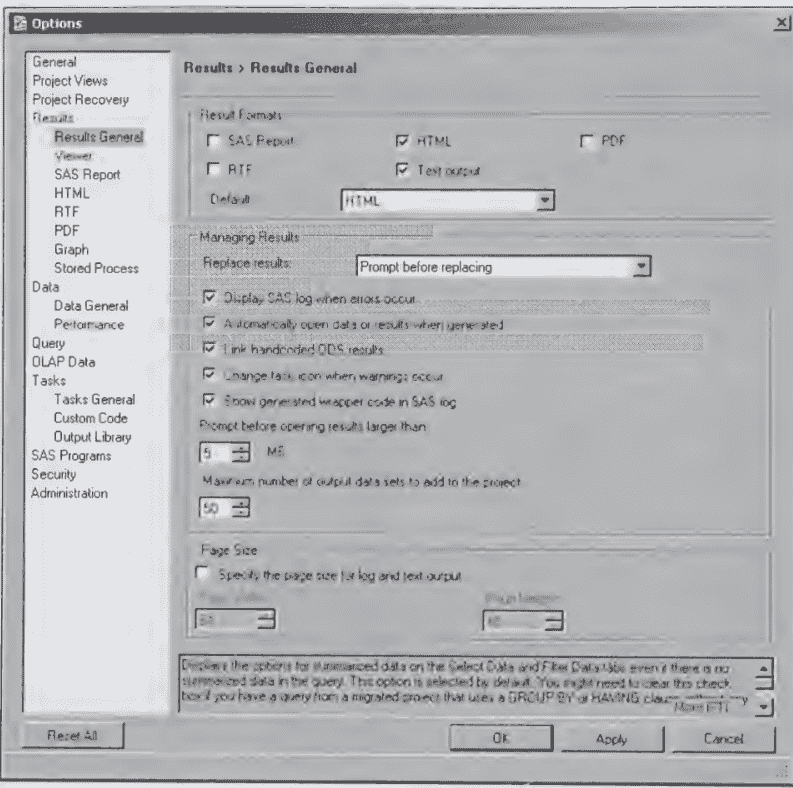 Options
General
Project Views
Project Recovery
Results
Results General
Viewer
SAS Report
HTML
RTF
PDF
Graph
Stored Process
Data
Data General
Performance
Query
OLAP Data
Tasks
Tasks General
Custom Code
Output Library
SAS Programs
Security
Administration
Results > Results General
Result Formats
SAS Report
HTML
PDF
RTF
Text output
Default
HTML
Managing Results
Replace results:
Prompt before replacing
Display SAS log when errors occur
Automatically open data or results when generated
Link handcoded ODS results
Change task icon when warnings occur
Show generated wrapper code in SAS log
Prompt before opening results larger than
5 MB
Maximum number of output data sets to add to the project
50
Page Size
Specify the page size for log and text output
Displays the options for summarized data on the Select Data and Filter Data tabs even if there is no
summarized data in the query. This option is selected by default. You might need to clear this check
box if you have a query from a migrated project that uses a GROUP BY or HAVING clause
Reset All
OK
Apply
Cancel